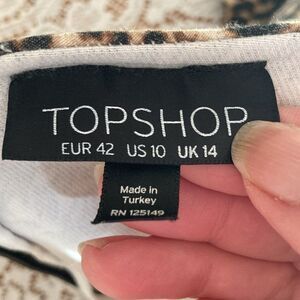 TOPSHOP
EUR 42 US 10 UK 14
Made in
Turkey
RN 125149